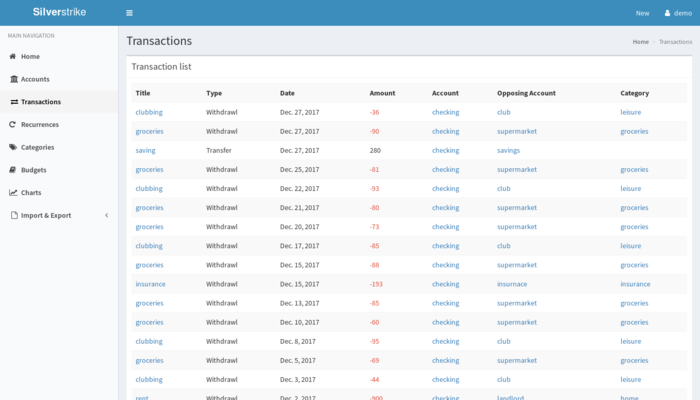 Silverstrike
New demo
MAIN NAVIGATION
Home
Accounts
Transactions
Recurrences
Categories
Budgets
Charts
Import & Export
Transactions
Home Transactions
Transaction list
Title Type Date Amount Account Opposing Account Category
clubbing Withdrawl Dec. 27, 2017 -36 checking club leisure
groceries Withdrawl Dec. 27, 2017 -90 checking supermarket groceries
saving Transfer Dec. 27, 2017 280 checking savings
groceries Withdrawl Dec. 25, 2017 -81 checking supermarket groceries
clubbing Withdrawl Dec. 22, 2017 -93 checking club leisure
groceries Withdrawl Dec. 21, 2017 -80 checking supermarket groceries
groceries Withdrawl Dec. 20, 2017 -73 checking supermarket groceries
clubbing Withdrawl Dec. 17, 2017 -85 checking club leisure
groceries Withdrawl Dec. 15, 2017 -88 checking supermarket groceries
insurance Withdrawl Dec. 15, 2017 -193 checking insurnace insurance
groceries Withdrawl Dec. 13, 2017 -85 checking supermarket groceries
groceries Withdrawl Dec. 10, 2017 -60 checking supermarket groceries
clubbing Withdrawl Dec. 8, 2017 -95 checking club leisure
groceries Withdrawl Dec. 5, 2017 -69 checking supermarket groceries
clubbing Withdrawl Dec. 3, 2017 -44 checking club leisure
rent Withdrawl Dec. 2, 2017 -900 checking landlord home